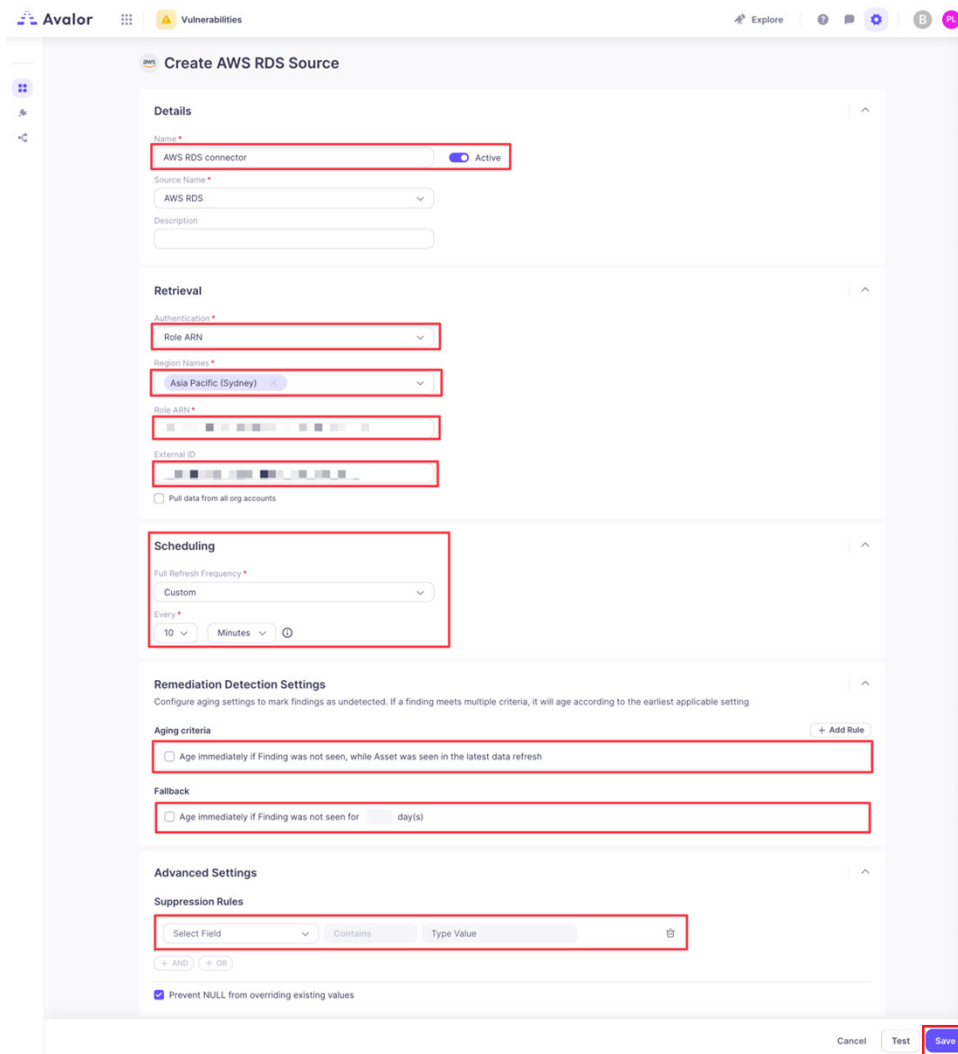 Avalor
Vulnerabilities
Explore
B
PL
aws Create AWS RDS Source
Details
Name *
AWS RDS connector
Active
Source Name *
AWS RDS
Description
Retrieval
Authentication *
Role ARN
Region Names *
Asia Pacific (Sydney) ×
Role ARN *
External ID
Pull data from all org accounts
Scheduling
Full Refresh Frequency *
Custom
Every *
10 Minutes
Remediation Detection Settings
Configure aging settings to mark findings as undetected. If a finding meets multiple criteria, it will age according to the earliest applicable setting
Aging criteria
+ Add Rule
Age immediately if Finding was not seen, while Asset was seen in the latest data refresh
Fallback
Age immediately if Finding was not seen for day(s)
Advanced Settings
Suppression Rules
Select Field Contains Type Value
+ AND + OR
Prevent NULL from overriding existing values
Cancel Test Save